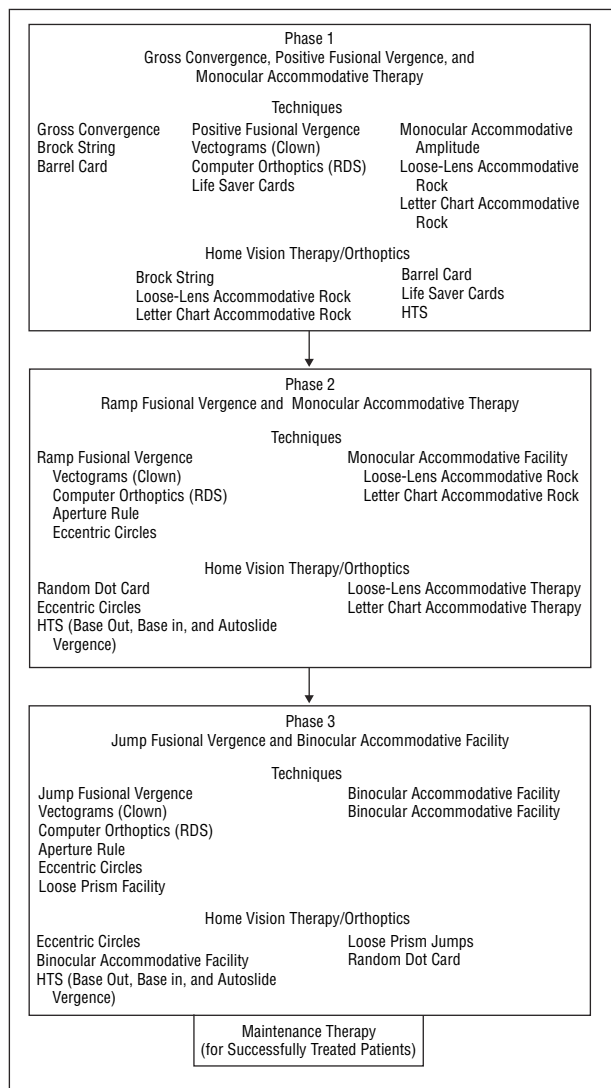 Phase 1
Gross Convergence, Positive Fusional Vergence, and
Monocular Accommodative Therapy
Techniques
Gross Convergence
Brock String
Barrel Card
Positive Fusional Vergence
Vectograms (Clown)
Computer Orthoptics (RDS)
Life Saver Cards
Monocular Accommodative
Amplitude
Loose-Lens Accommodative
Rock
Letter Chart Accommodative
Rock
Home Vision Therapy/Orthoptics
Brock String
Loose-Lens Accommodative Rock
Letter Chart Accommodative Rock
Barrel Card
Life Saver Cards
HTS
Phase 2
Ramp Fusional Vergence and Monocular Accommodative Therapy
Techniques
Ramp Fusional Vergence
Vectograms (Clown)
Computer Orthoptics (RDS)
Aperture Rule
Eccentric Circles
Monocular Accommodative Facility
Loose-Lens Accommodative Rock
Letter Chart Accommodative Rock
Home Vision Therapy/Orthoptics
Random Dot Card
Eccentric Circles
HTS (Base Out, Base in, and Autoslide
Vergence)
Loose-Lens Accommodative Therapy
Letter Chart Accommodative Therapy
Phase 3
Jump Fusional Vergence and Binocular Accommodative Facility
Techniques
Jump Fusional Vergence
Vectograms (Clown)
Computer Orthoptics (RDS)
Aperture Rule
Eccentric Circles
Loose Prism Facility
Binocular Accommodative Facility
Binocular Accommodative Facility
Home Vision Therapy/Orthoptics
Eccentric Circles
Binocular Accommodative Facility
HTS (Base Out, Base in, and Autoslide
Vergence)
Loose Prism Jumps
Random Dot Card
Maintenance Therapy
(for Successfully Treated Patients)